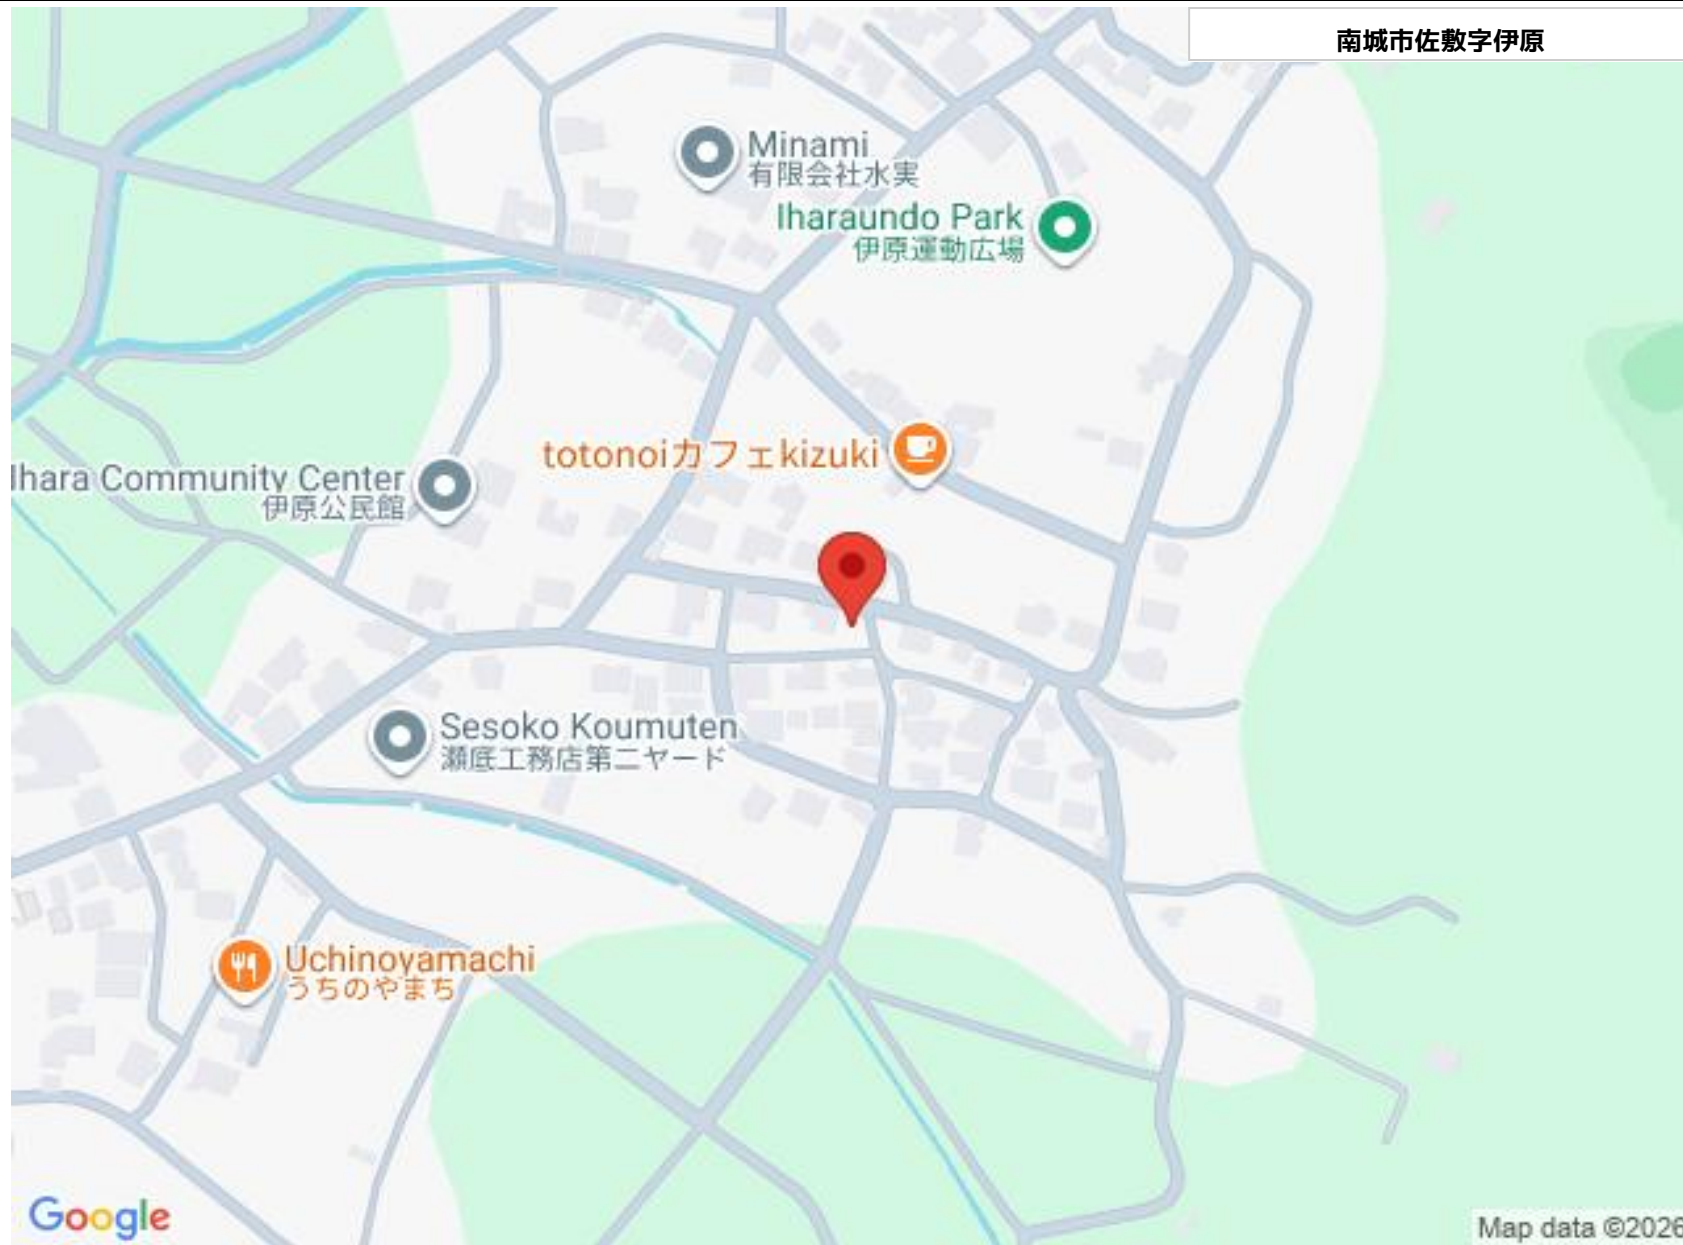 南城市佐敷字伊原
Minami
有限会社水実
Iharaundo Park
伊原運動広場
totonoiカフェkizuki
Ihara Community Center
伊原公民館
Sesoko Koumuten
瀬底工務店第二ヤード
Uchinoyamachi
うちのやまち
Google
Map data ©2026